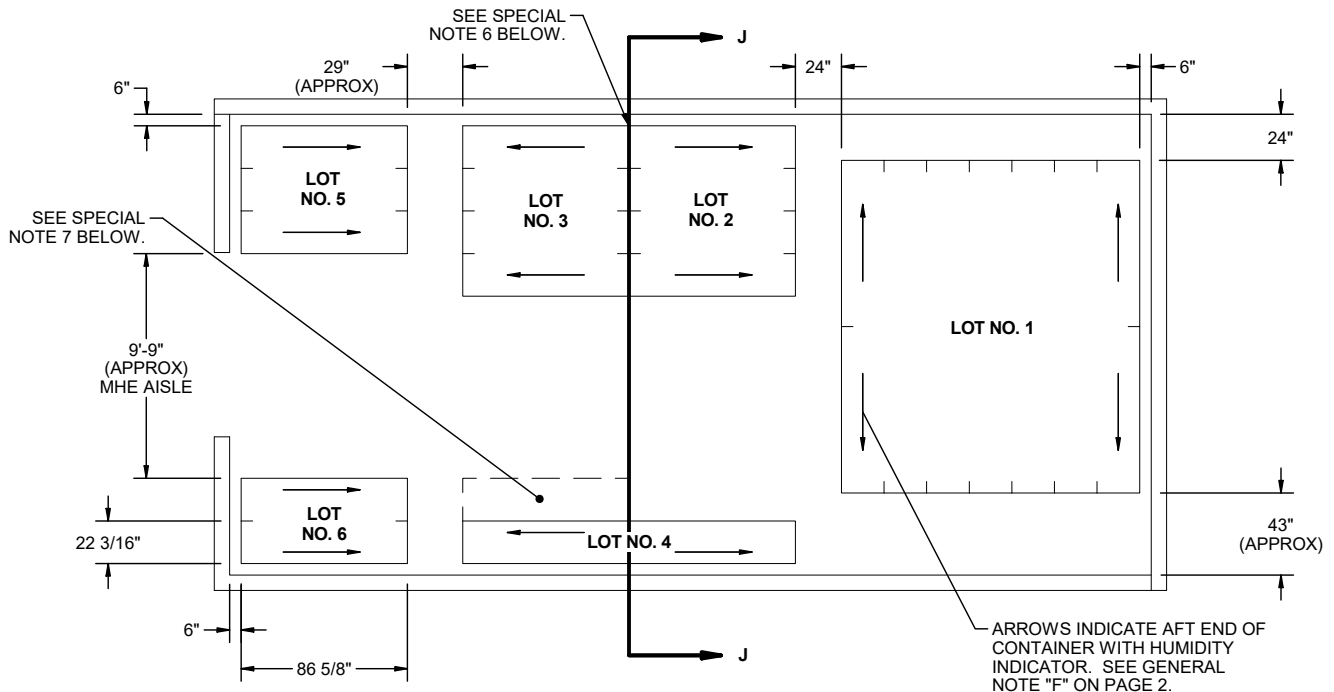 SEE SPECIAL
NOTE 6 BELOW.
J
29"
(APPROX)
24"
6"
6"
24"
LOT
NO. 5
LOT
NO. 3
LOT
NO. 2
SEE SPECIAL
NOTE 7 BELOW.
LOT NO. 1
9'-9"
(APPROX)
MHE AISLE
LOT
NO. 6
22 3/16"
LOT NO. 4
43"
(APPROX)
6"
86 5/8"
J
ARROWS INDICATE AFT END OF
CONTAINER WITH HUMIDITY
INDICATOR. SEE GENERAL
NOTE "F" ON PAGE 2.